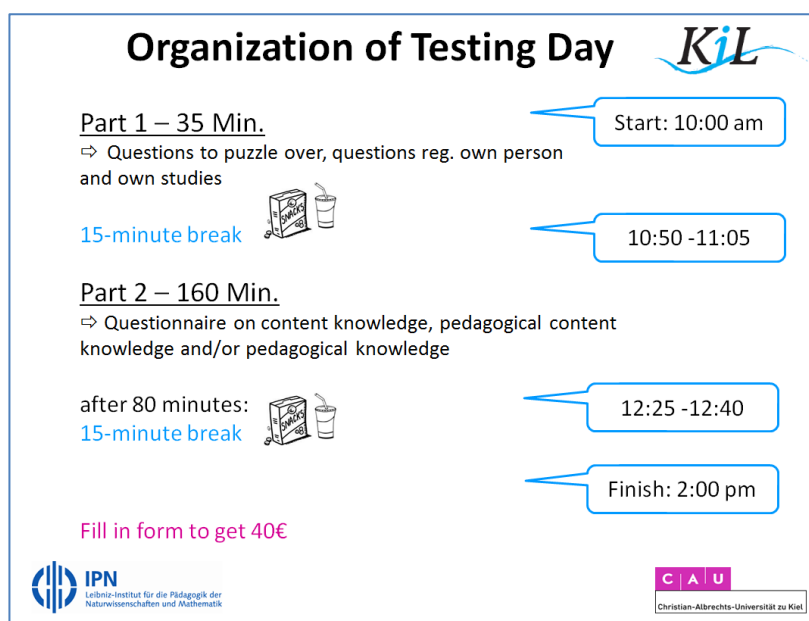 Organization of Testing Day
KiL
Part 1 – 35 Min.
Start: 10:00 am
⇨ Questions to puzzle over, questions reg. own person
and own studies
SNACKS
15-minute break
10:50 -11:05
Part 2 – 160 Min.
⇨ Questionnaire on content knowledge, pedagogical content
knowledge and/or pedagogical knowledge
after 80 minutes:
SNACKS
12:25 -12:40
15-minute break
Finish: 2:00 pm
Fill in form to get 40€
IPN
Leibniz-Institut für die Pädagogik der
Naturwissenschaften und Mathematik
C A U
Christian-Albrechts-Universität zu Kiel